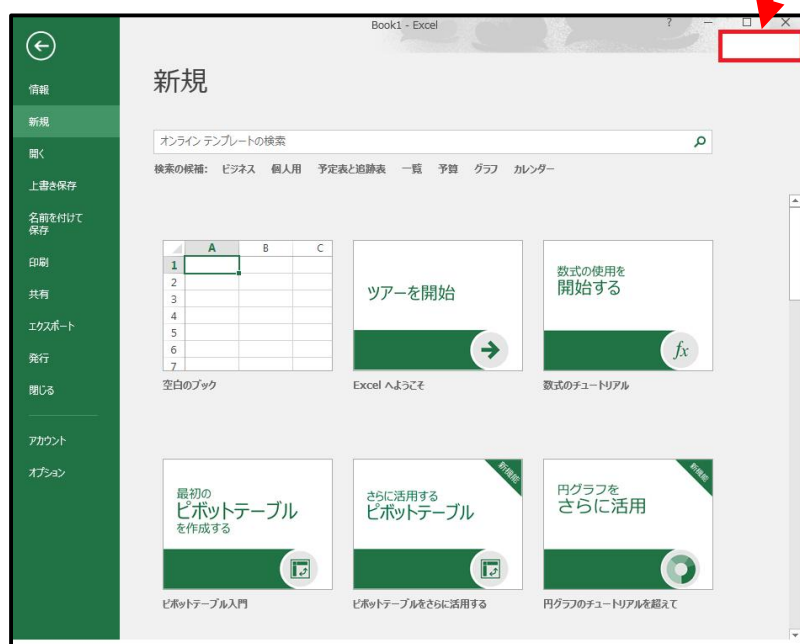 Book1 - Excel
?
新規
情報
新規
開く
上書き保存
名前を付けて
保存
印刷
共有
エクスポート
発行
閉じる
アカウント
オプション
オンライン テンプレートの検索
検索の候補: ビジネス 個人用 予定表と追跡表 一覧 予算 グラフ カレンダー
A B C
1
2
3
4
5
6
7
空白のブック
ツアーを開始
Excel へようこそ
数式の使用を
開始する
fx
数式のチュートリアル
最初の
ピボットテーブル
を作成する
ピボットテーブル入門
新機能
さらに活用する
ピボットテーブル
ピボットテーブルをさらに活用する
新機能
円グラフを
さらに活用
円グラフのチュートリアルを超えて